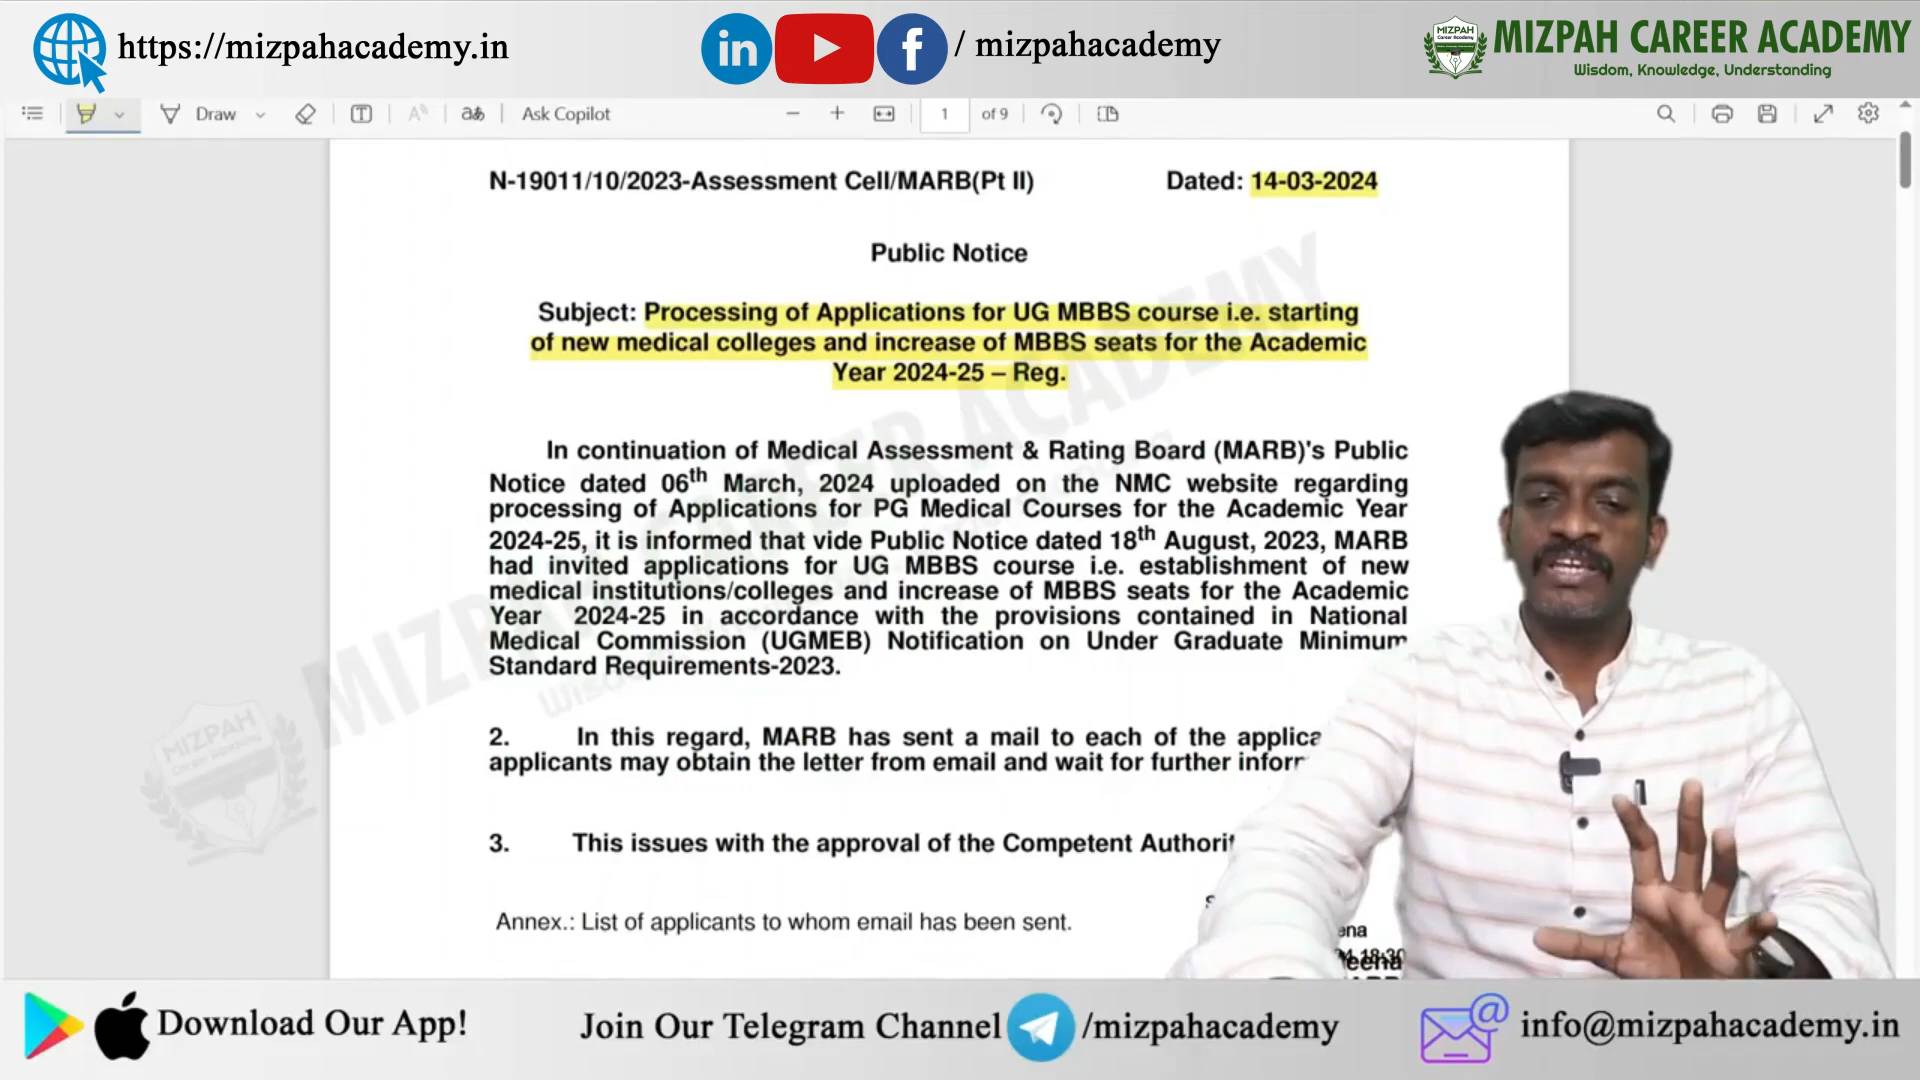 https://mizpahacademy.in
/ mizpahacademy
MIZPAH CAREER ACADEMY
Wisdom, Knowledge, Understanding
MIZPAH
Career Academy
Draw
Ask Copilot
1 of 9
N-19011/10/2023-Assessment Cell/MARB(Pt II) Dated: 14-03-2024
Public Notice
Subject: Processing of Applications for UG MBBS course i.e. starting
of new medical colleges and increase of MBBS seats for the Academic
Year 2024-25 – Reg.
In continuation of Medical Assessment & Rating Board (MARB)'s Public
Notice dated 06th March, 2024 uploaded on the NMC website regarding
processing of Applications for PG Medical Courses for the Academic Year
2024-25, it is informed that vide Public Notice dated 18th August, 2023, MARB
had invited applications for UG MBBS course i.e. establishment of new
medical institutions/colleges and increase of MBBS seats for the Academic
Year 2024-25 in accordance with the provisions contained in National
Medical Commission (UGMEB) Notification on Under Graduate Minimum
Standard Requirements-2023.
2. In this regard, MARB has sent a mail to each of the applica
applicants may obtain the letter from email and wait for further infor
3. This issues with the approval of the Competent Authorit
Annex.: List of applicants to whom email has been sent.
MIZPAH CAREER ACADEMY
MIZPAH
Career Academy
Download Our App!
Join Our Telegram Channel /mizpahacademy
info@mizpahacademy.in